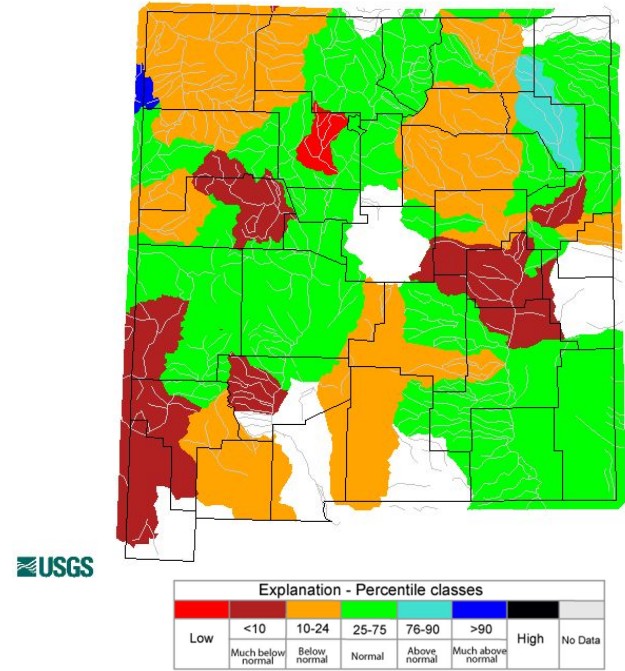 USGS
Explanation - Percentile classes
Low <10 10-24 25-75 76-90 >90 High No Data
Much below normal Below normal Normal Above normal Much above normal